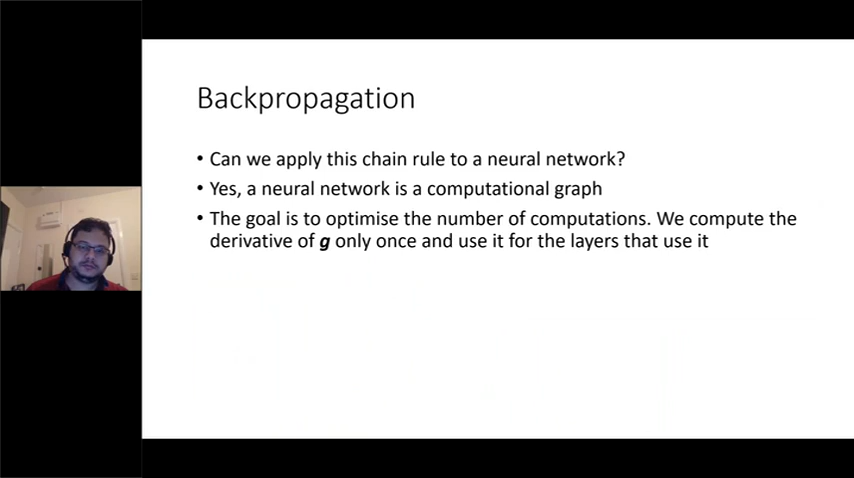 Backpropagation
• Can we apply this chain rule to a neural network?
• Yes, a neural network is a computational graph
• The goal is to optimise the number of computations. We compute the
derivative of g only once and use it for the layers that use it